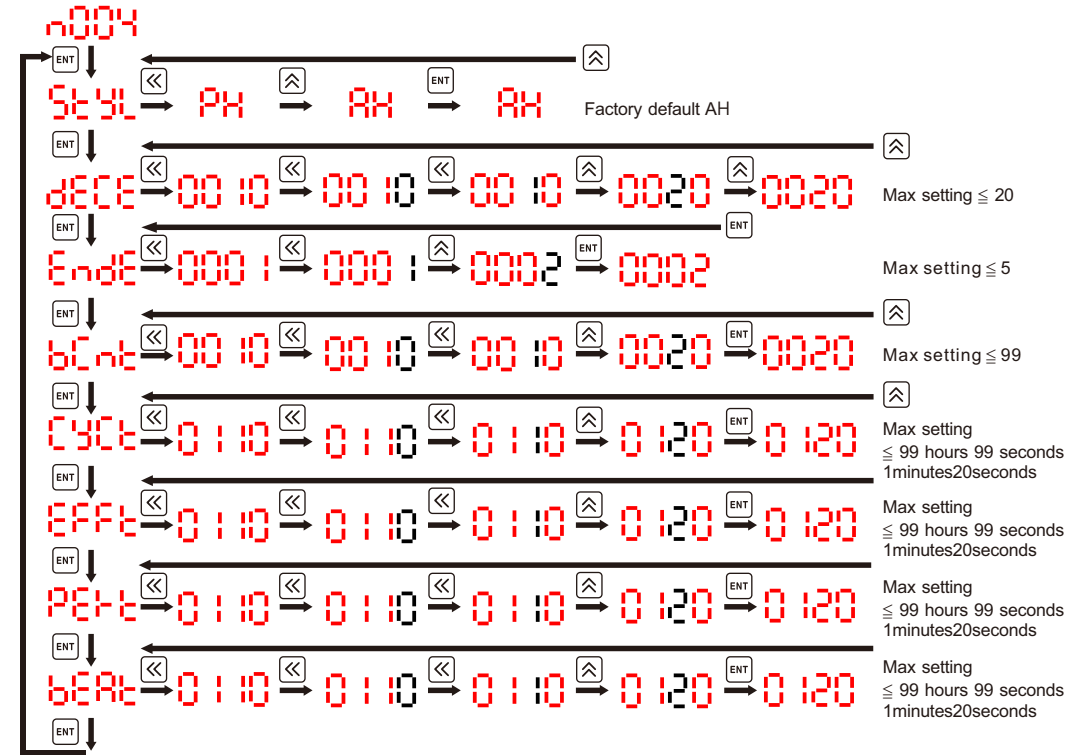 n004
ENT
StYL PH AH ENT AH Factory default AH
ENT
dECE 0010 0010 0010 0020 0020 Max setting ≦ 20
ENT ENT
EndE 0001 0001 0002 ENT 0002 Max setting ≦ 5
ENT
bCnt 0010 0010 0010 0020 ENT 0020 Max setting ≦ 99
ENT
CYCt 0110 0110 0110 0120 ENT 0120 Max setting
≦ 99 hours 99 seconds
1minutes20seconds
ENT
EFFt 0110 0110 0110 0120 ENT 0120 Max setting
≦ 99 hours 99 seconds
1minutes20seconds
ENT
PErt 0110 0110 0110 0120 ENT 0120 Max setting
≦ 99 hours 99 seconds
1minutes20seconds
ENT
bEAt 0110 0110 0110 0120 ENT 0120 Max setting
≦ 99 hours 99 seconds
1minutes20seconds
ENT